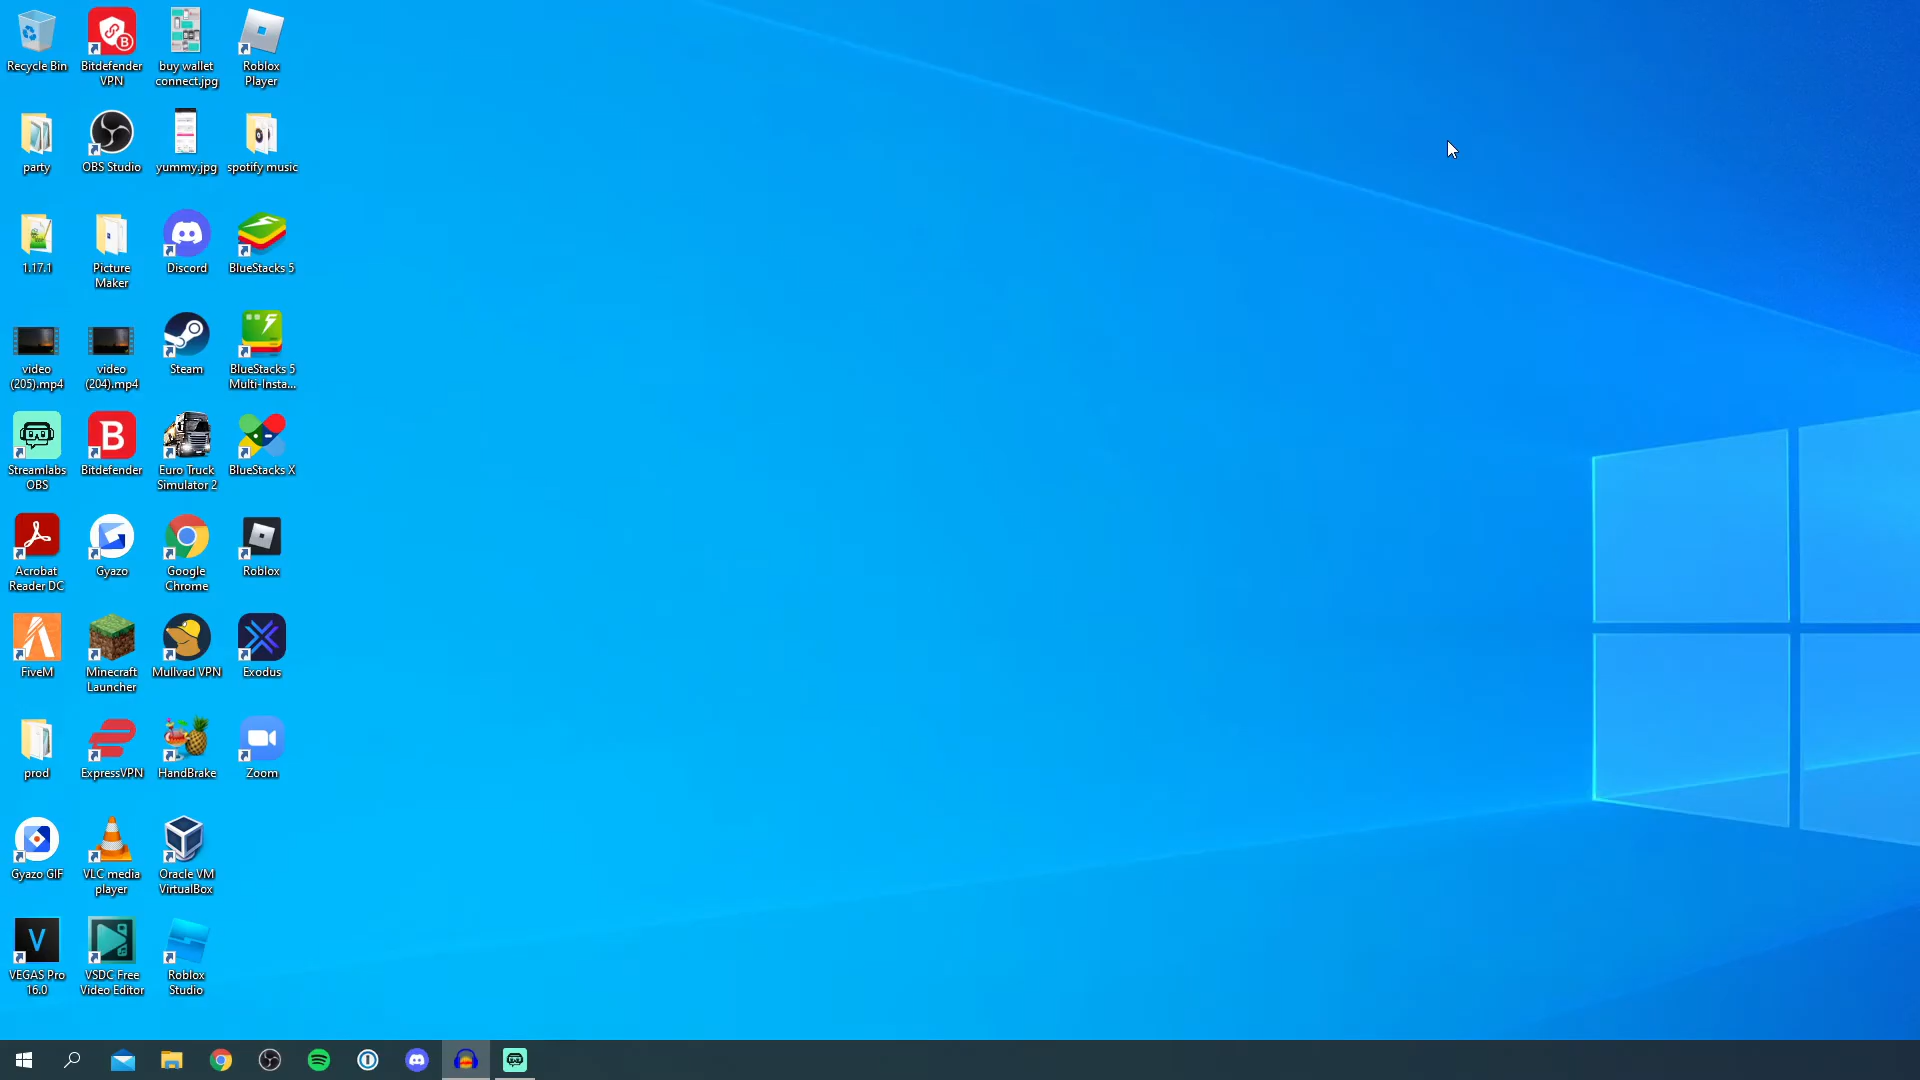 Recycle Bin
Bitdefender
VPN
buy wallet
connect.jpg
Roblox
Player
party
OBS Studio
yummy.jpg
spotify music
1.17.1
Picture
Maker
Discord
BlueStacks 5
video
(205).mp4
video
(204).mp4
Steam
BlueStacks 5
Multi-Insta...
Streamlabs
OBS
Bitdefender
Euro Truck
Simulator 2
BlueStacks X
Acrobat
Reader DC
Gyazo
Google
Chrome
Roblox
FiveM
Minecraft
Launcher
Mullvad VPN
Exodus
prod
ExpressVPN
HandBrake
Zoom
Gyazo GIF
VLC media
player
Oracle VM
VirtualBox
VEGAS Pro
16.0
VSDC Free
Video Editor
Roblox
Studio